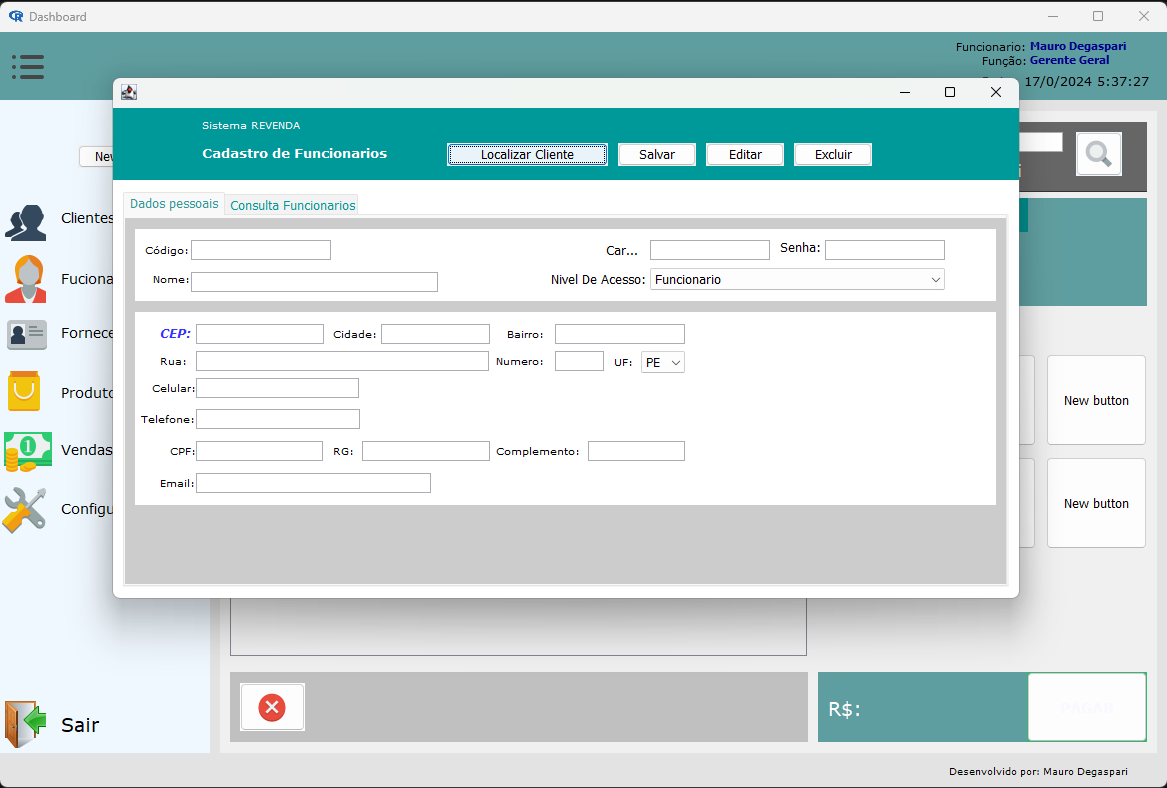 Dashboard
Funcionario: Mauro Degaspari
Função: Gerente Geral
17/0/2024 5:37:27
Sistema REVENDA
Cadastro de Funcionarios
Localizar Cliente
Salvar
Editar
Excluir
New
Dados pessoais
Consulta Funcionarios
Clientes
Fuciona
Fornece
Produto
Vendas
Configu
Código:
Car...
Senha:
Nome:
Nivel De Acesso:
Funcionario
CEP:
Cidade:
Bairro:
Rua:
Numero:
UF:
PE
Celular:
Telefone:
CPF:
RG:
Complemento:
Email:
New button
New button
Sair
R$:
Desenvolvido por: Mauro Degaspari